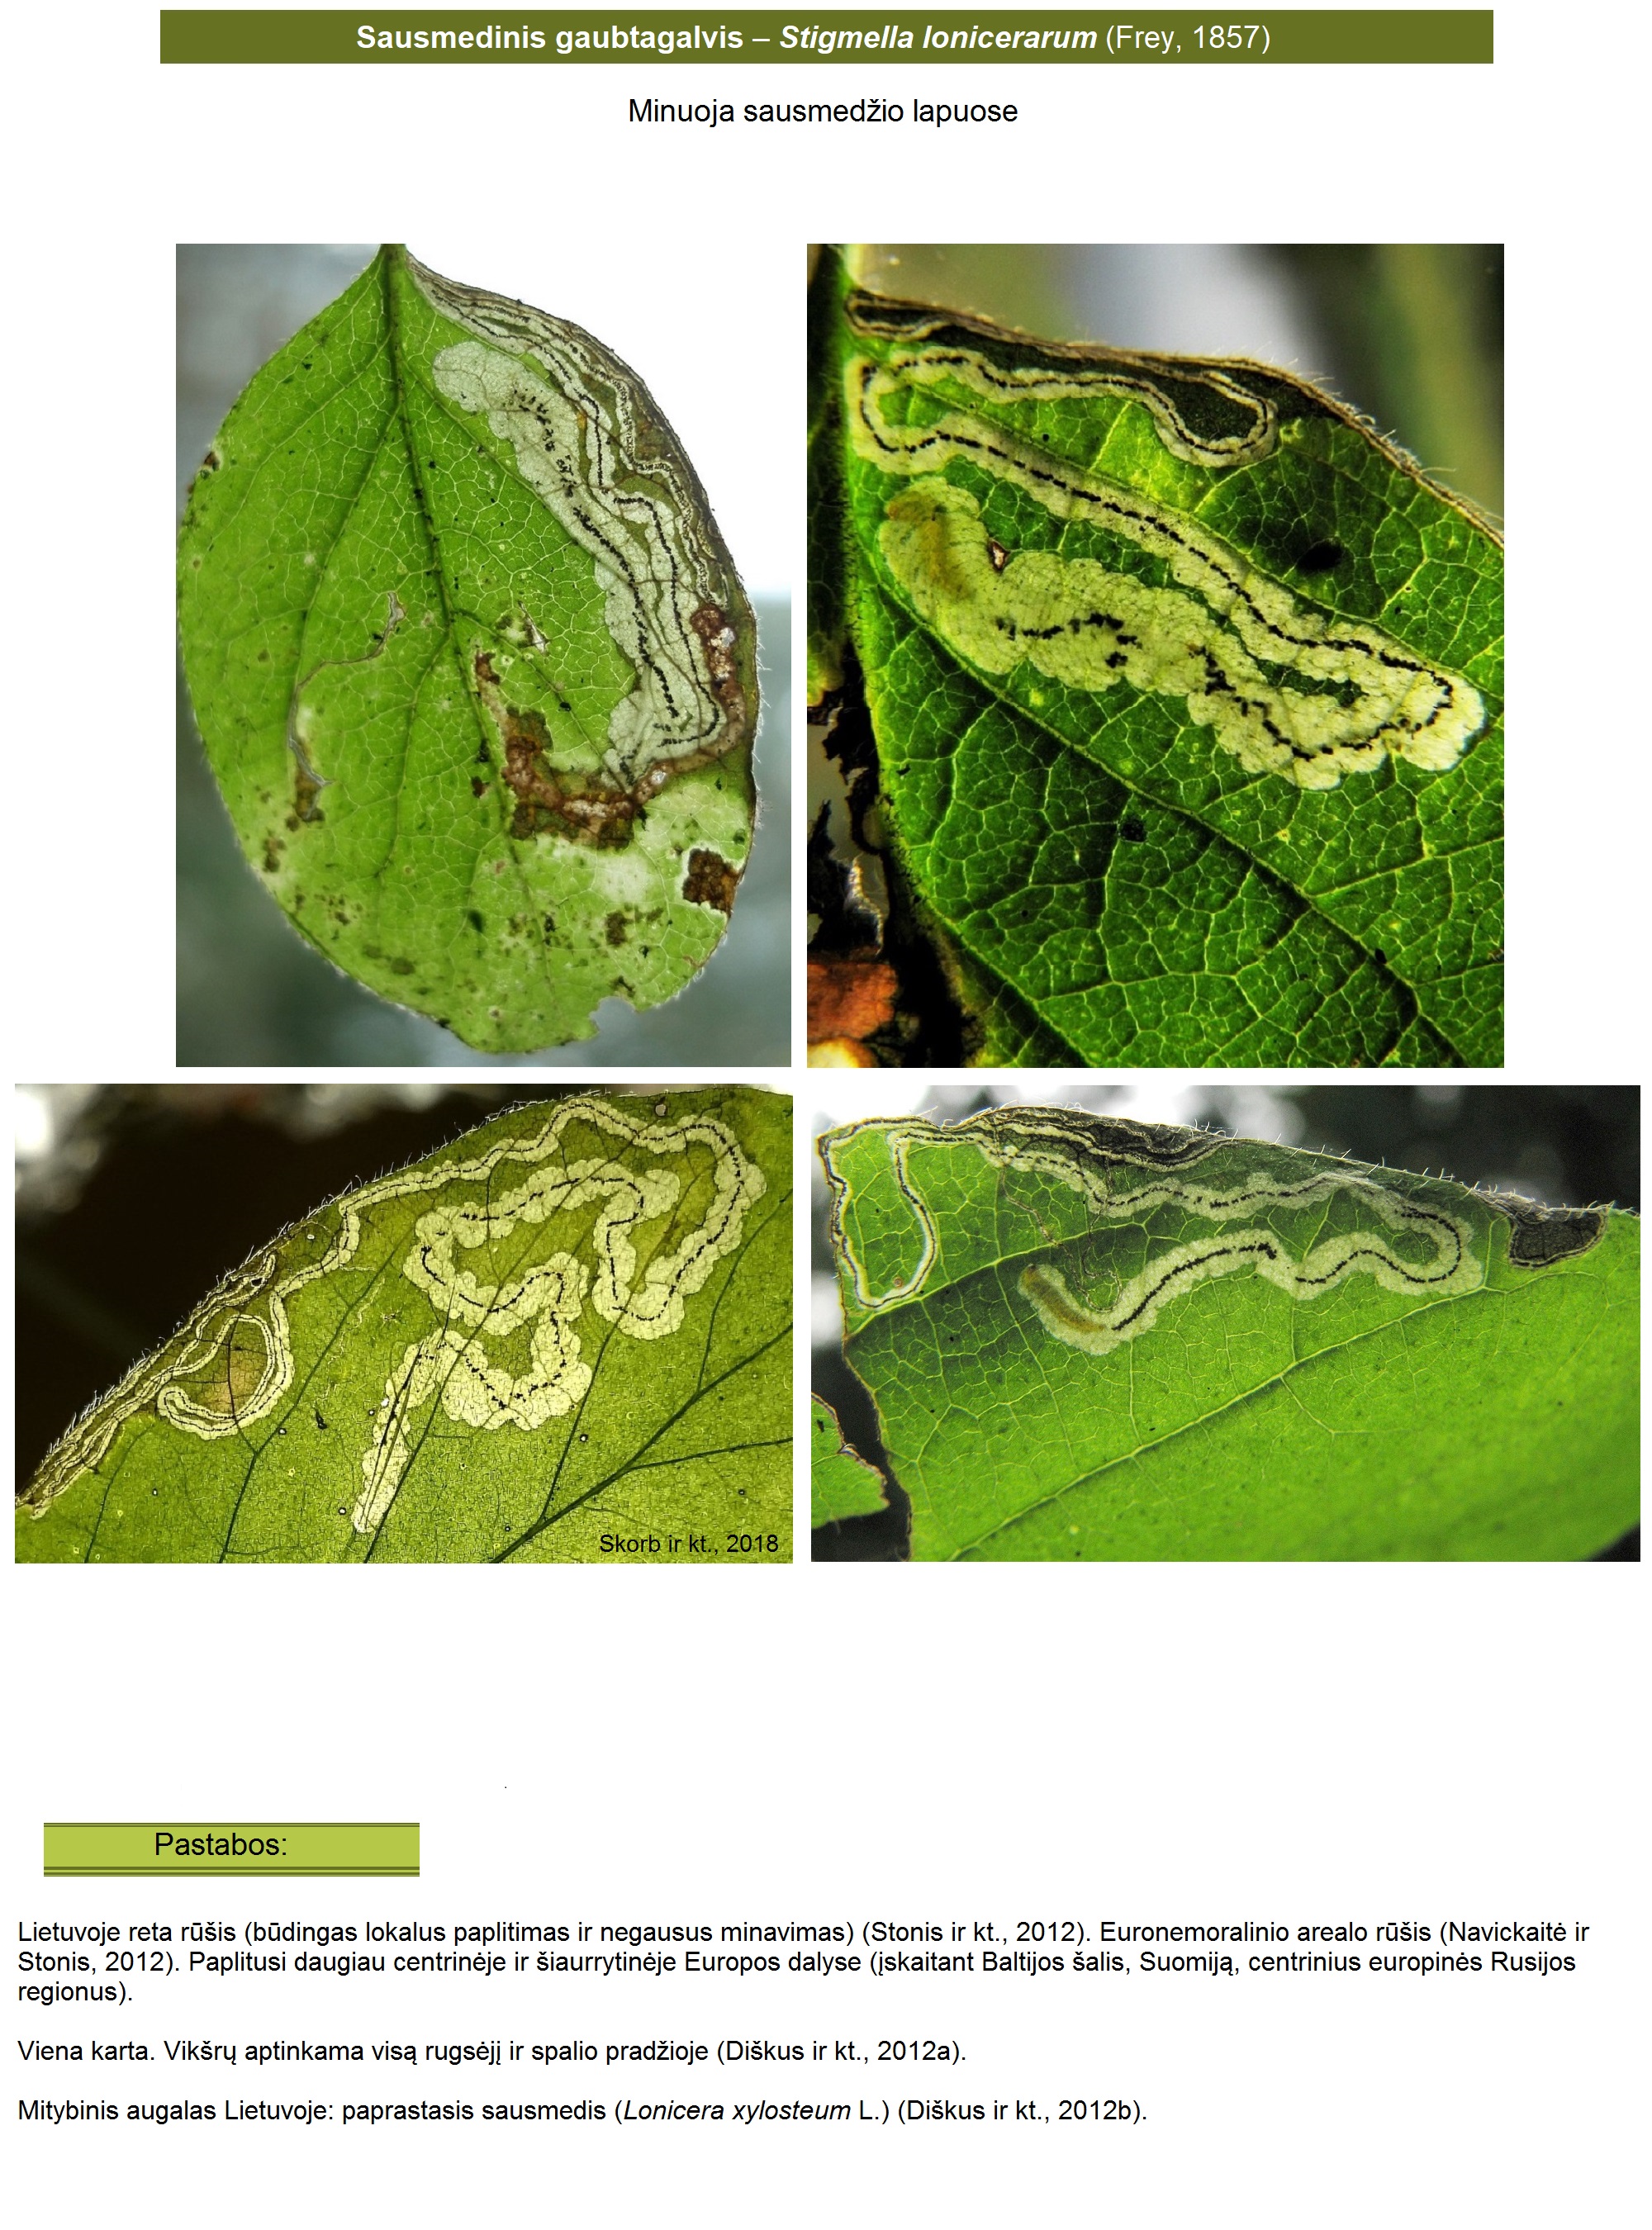 Sausmedinis gaubtagalvis – Stigmella lonicerarum (Frey, 1857)
Minuoja sausmedžio lapuose
Skorb ir kt., 2018
Pastabos:
Lietuvoje reta rūšis (būdingas lokalus paplitimas ir negausus minavimas) (Stonis ir kt., 2012). Euronemoralinio arealo rūšis (Navickaitė ir
Stonis, 2012). Paplitusi daugiau centrinėje ir šiaurrytinėje Europos dalyse (įskaitant Baltijos šalis, Suomiją, centrinius europinės Rusijos
regionus).
Viena karta. Vikšrų aptinkama visą rugsėjį ir spalio pradžioje (Diškus ir kt., 2012a).
Mitybinis augalas Lietuvoje: paprastasis sausmedis (Lonicera xylosteum L.) (Diškus ir kt., 2012b).